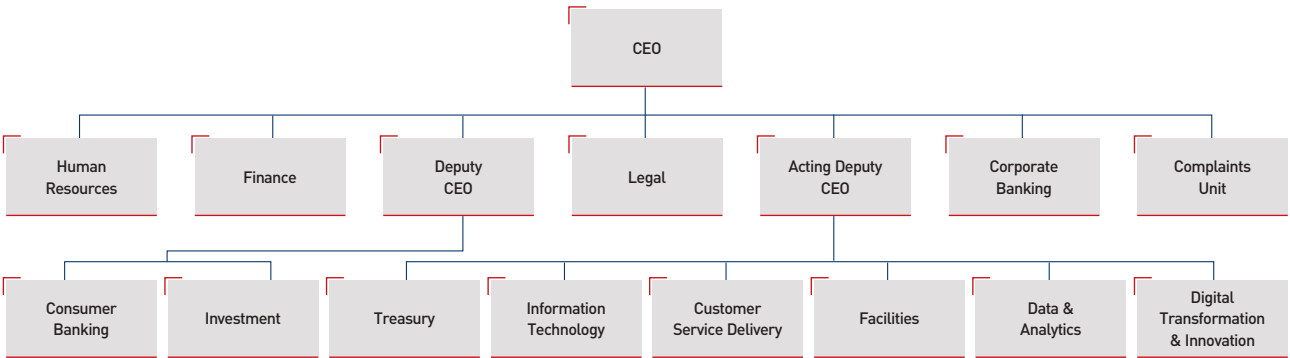 CEO
Human
Resources
Finance
Deputy
CEO
Legal
Acting Deputy
CEO
Corporate
Banking
Complaints
Unit
Consumer
Banking
Investment
Treasury
Information
Technology
Customer
Service Delivery
Facilities
Data &
Analytics
Digital
Transformation
& Innovation